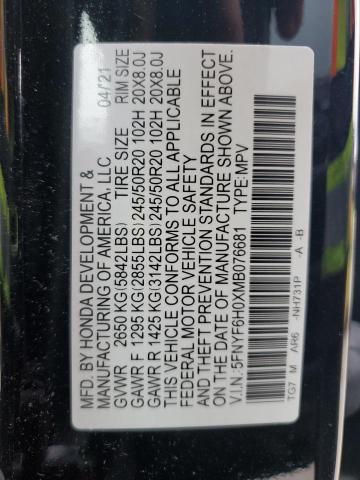 MFD. BY HONDA DEVELOPMENT & 04/21
MANUFACTURING OF AMERICA, LLC
GVWR 2650 KG(5842LBS) TIRE SIZE RIM SIZE
GAWR F 1295 KG(2855LBS)245/50R20 102H 20X8.0J
GAWR R 1425 KG(3142LBS)245/50R20 102H 20X8.0J
THIS VEHICLE CONFORMS TO ALL APPLICABLE
FEDERAL MOTOR VEHICLE SAFETY
AND THEFT PREVENTION STANDARDS IN EFFECT
ON THE DATE OF MANUFACTURE SHOWN ABOVE.
V.I.N.:5FNYF6H0XMB076681 TYPE:MPV
TG7 M AR6 -NH731P -A -B